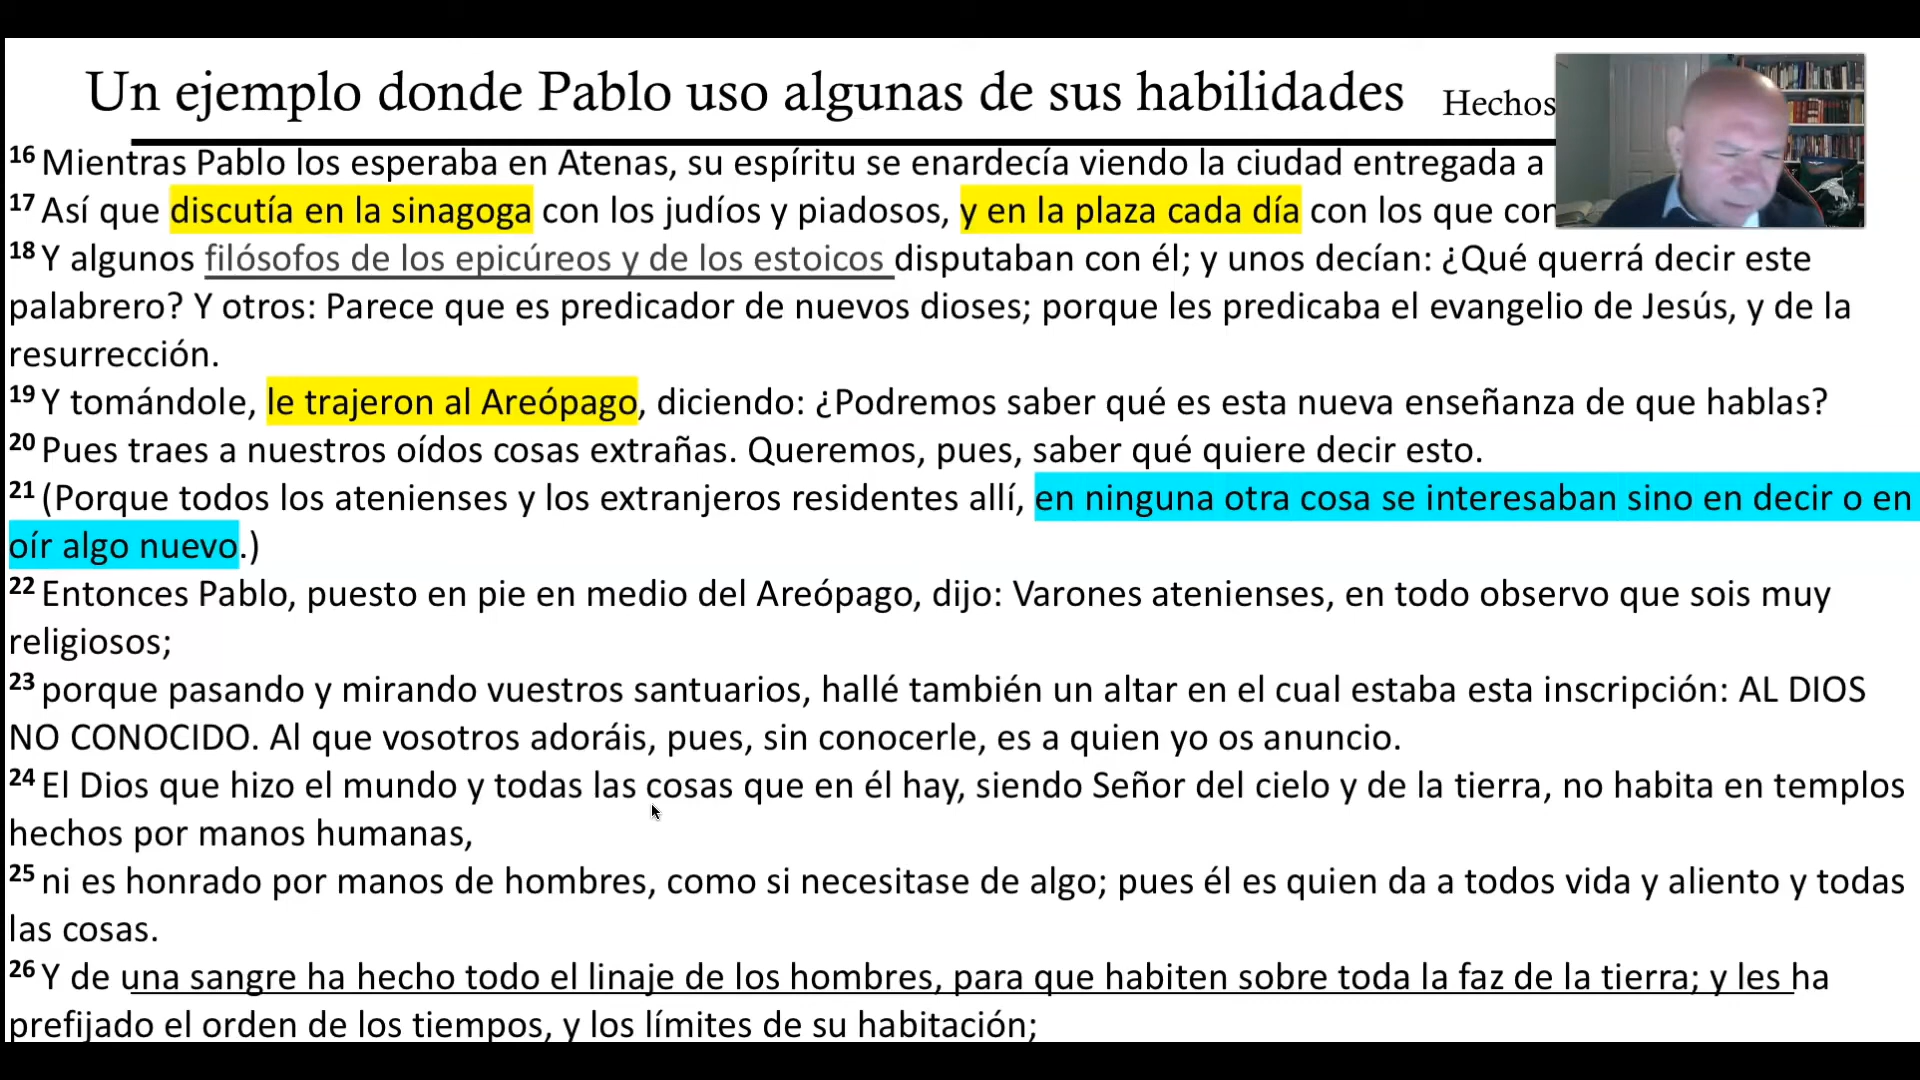 Un ejemplo donde Pablo uso algunas de sus habilidades Hechos
16 Mientras Pablo los esperaba en Atenas, su espíritu se enardecía viendo la ciudad entregada a
17 Así que discutía en la sinagoga con los judíos y piadosos, y en la plaza cada día con los que
18 Y algunos filósofos de los epicúreos y de los estoicos disputaban con él; y unos decían: ¿Qué querrá decir este
palabrero? Y otros: Parece que es predicador de nuevos dioses; porque les predicaba el evangelio de Jesús, y de la
resurrección.
19 Y tomándole, le trajeron al Areópago, diciendo: ¿Podremos saber qué es esta nueva enseñanza de que hablas?
20 Pues traes a nuestros oídos cosas extrañas. Queremos, pues, saber qué quiere decir esto.
21 (Porque todos los atenienses y los extranjeros residentes allí, en ninguna otra cosa se interesaban sino en decir o en
oír algo nuevo.)
22 Entonces Pablo, puesto en pie en medio del Areópago, dijo: Varones atenienses, en todo observo que sois muy
religiosos;
23 porque pasando y mirando vuestros santuarios, hallé también un altar en el cual estaba esta inscripción: AL DIOS
NO CONOCIDO. Al que vosotros adoráis, pues, sin conocerle, es a quien yo os anuncio.
24 El Dios que hizo el mundo y todas las cosas que en él hay, siendo Señor del cielo y de la tierra, no habita en templos
hechos por manos humanas,
25 ni es honrado por manos de hombres, como si necesitase de algo; pues él es quien da a todos vida y aliento y todas
las cosas.
26 Y de una sangre ha hecho todo el linaje de los hombres, para que habiten sobre toda la faz de la tierra; y les ha
prefijado el orden de los tiempos, y los límites de su habitación;